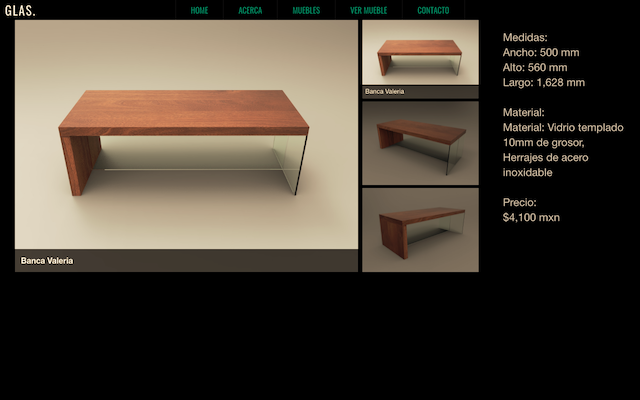 GLAS.
HOME
ACERCA
MUEBLES
VER MUEBLE
CONTACTO
Banca Valeria
Banca Valeria
Medidas:
Ancho: 500 mm
Alto: 560 mm
Largo: 1,628 mm
Material:
Material: Vidrio templado
10mm de grosor,
Herrajes de acero
inoxidable
Precio:
$4,100 mxn